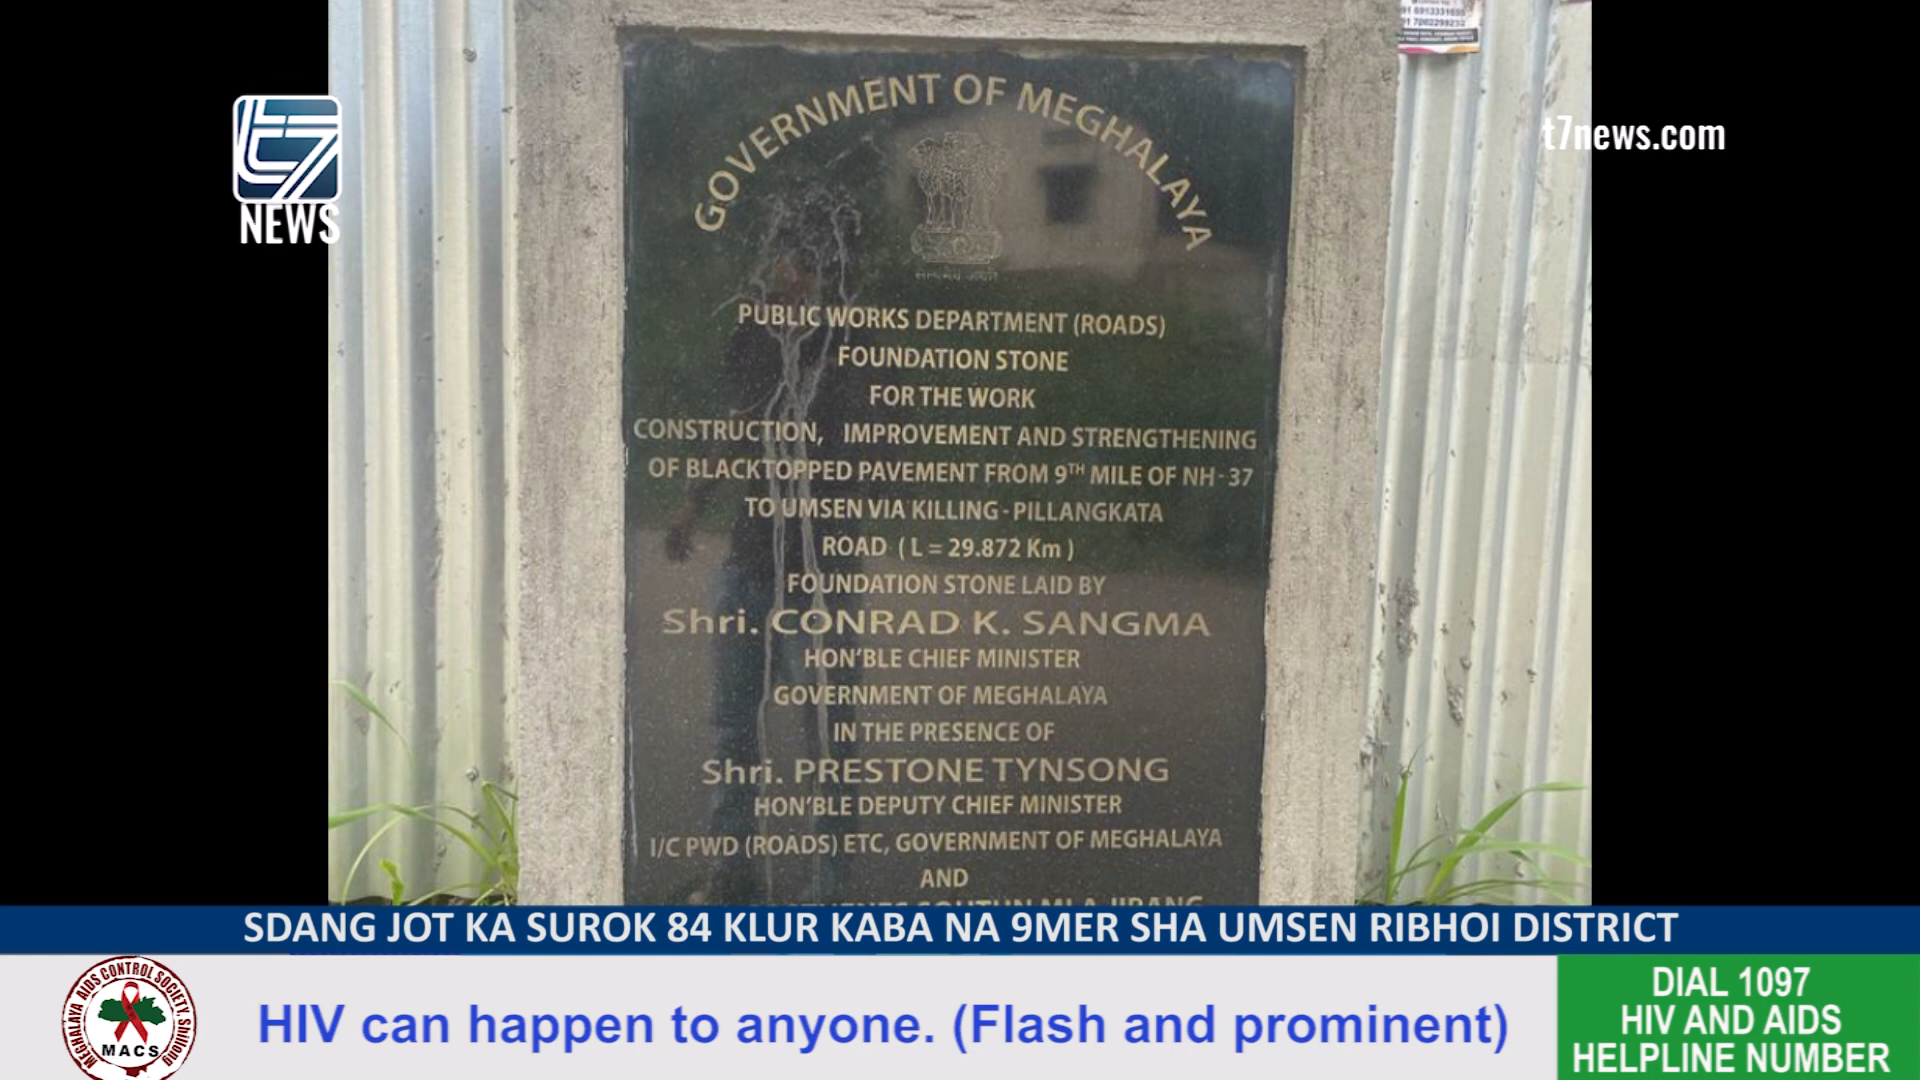 GOVERNMENT OF MEGHALAYA
PUBLIC WORKS DEPARTMENT (ROADS)
FOUNDATION STONE
FOR THE WORK
CONSTRUCTION, IMPROVEMENT AND STRENGTHENING
OF BLACKTOPPED PAVEMENT FROM 9TH MILE OF NH-37
TO UMSEN VIA KILLING-PILLANGKATA
ROAD (L = 29.872 Km)
FOUNDATION STONE LAID BY
Shri. CONRAD K. SANGMA
HON'BLE CHIEF MINISTER
GOVERNMENT OF MEGHALAYA
IN THE PRESENCE OF
Shri. PRESTONE TYNSONG
HON'BLE DEPUTY CHIEF MINISTER
I/C PWD (ROADS) ETC, GOVERNMENT OF MEGHALAYA
AND
t7 NEWS
t7news.com
SDANG JOT KA SUROK 84 KLUR KABA NA 9MER SHA UMSEN RIBHOI DISTRICT
MEGHALAYA AIDS CONTROL SOCIETY, Shillong
MACS
HIV can happen to anyone. (Flash and prominent)
DIAL 1097
HIV AND AIDS
HELPLINE NUMBER